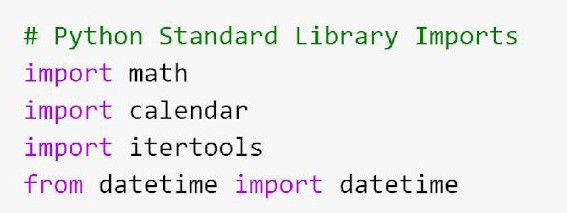 # Python Standard Library Imports
import math
import calendar
import itertools
from datetime import datetime